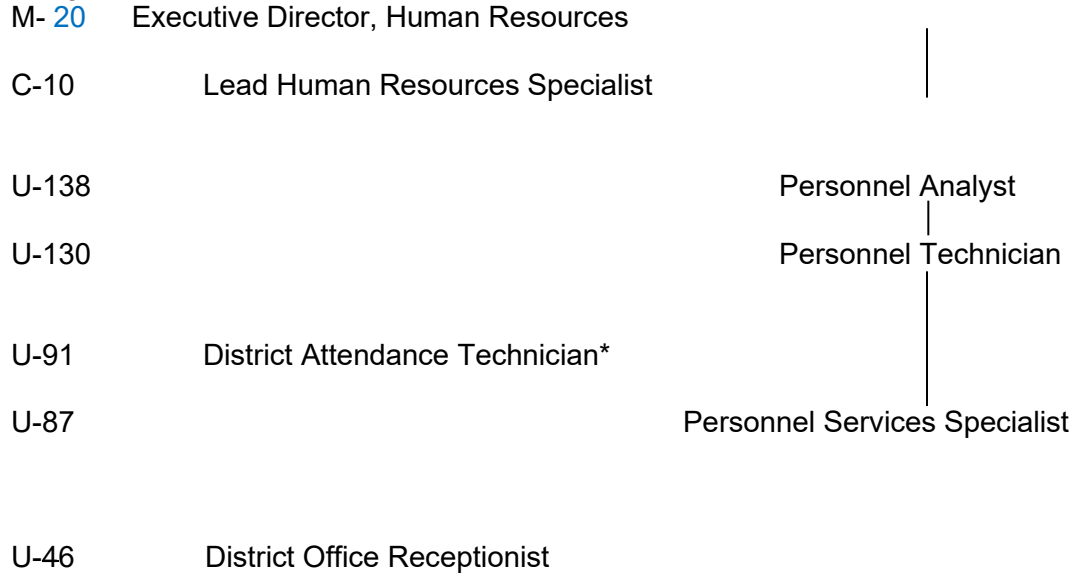 M- 20 Executive Director, Human Resources
C-10 Lead Human Resources Specialist
U-138 Personnel Analyst
U-130 Personnel Technician
U-91 District Attendance Technician*
U-87 Personnel Services Specialist
U-46 District Office Receptionist